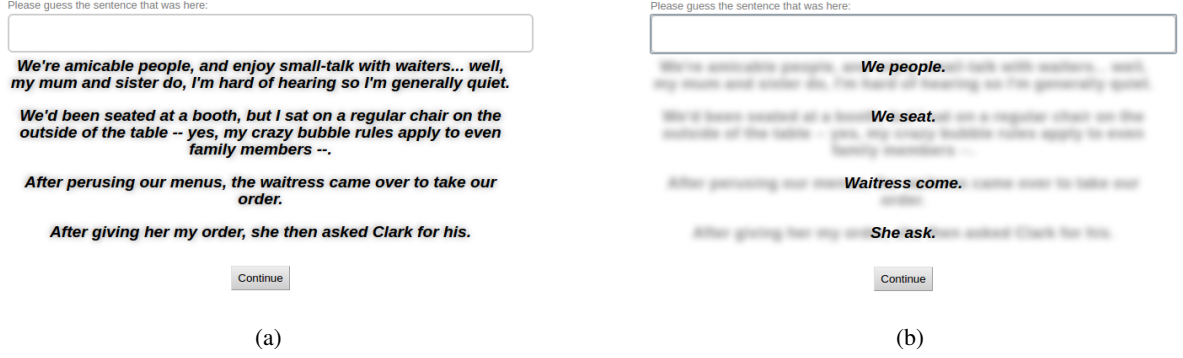 Please guess the sentence that was here:
We're amicable people, and enjoy small-talk with waiters... well,
my mum and sister do, I'm hard of hearing so I'm generally quiet.
We'd been seated at a booth, but I sat on a regular chair on the
outside of the table -- yes, my crazy bubble rules apply to even
family members --.
After perusing our menus, the waitress came over to take our
order.
After giving her my order, she then asked Clark for his.
Continue
(a)
Please guess the sentence that was here:
We people.
We seat.
Waitress come.
She ask.
Continue
(b)